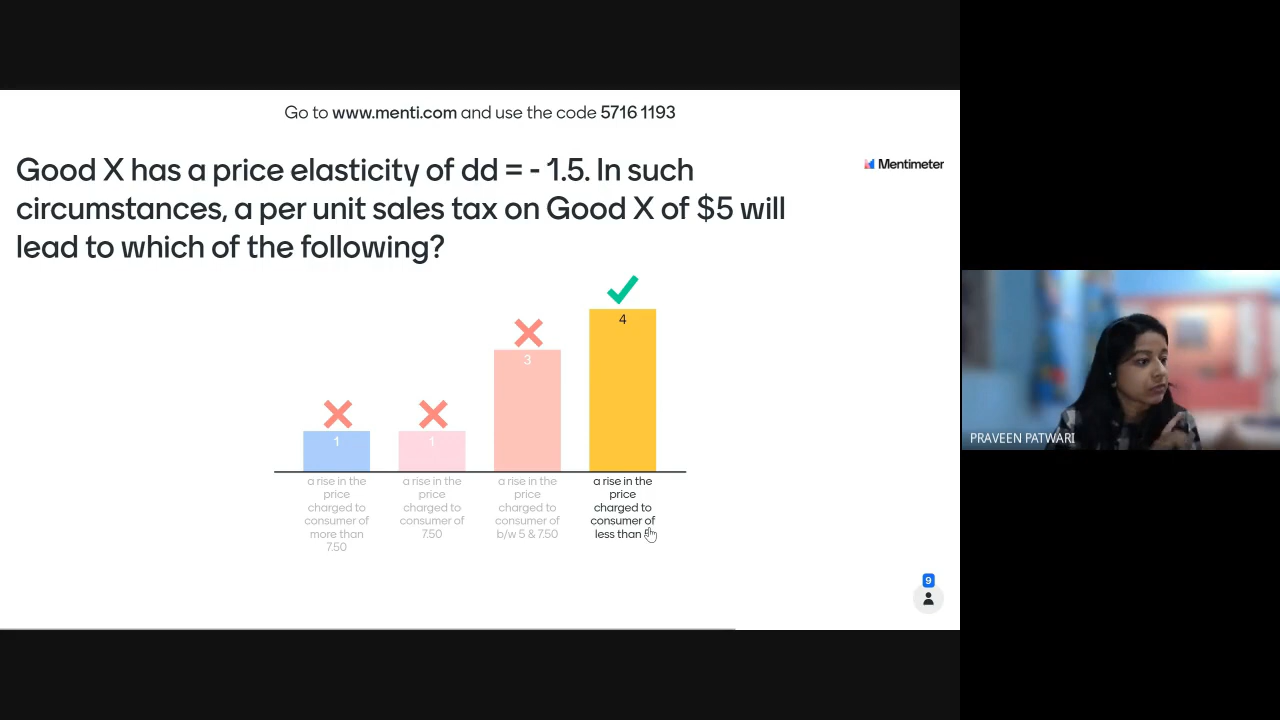 Go to www.menti.com and use the code 5716 1193
Good X has a price elasticity of dd = - 1.5. In such
circumstances, a per unit sales tax on Good X of $5 will
lead to which of the following?
Mentimeter
1
1
3
4
a rise in the
price
charged to
consumer of
more than
7.50
a rise in the
price
charged to
consumer of
7.50
a rise in the
price
charged to
consumer of
b/w 5 & 7.50
a rise in the
price
charged to
consumer of
less than
9
PRAVEEN PATWARI